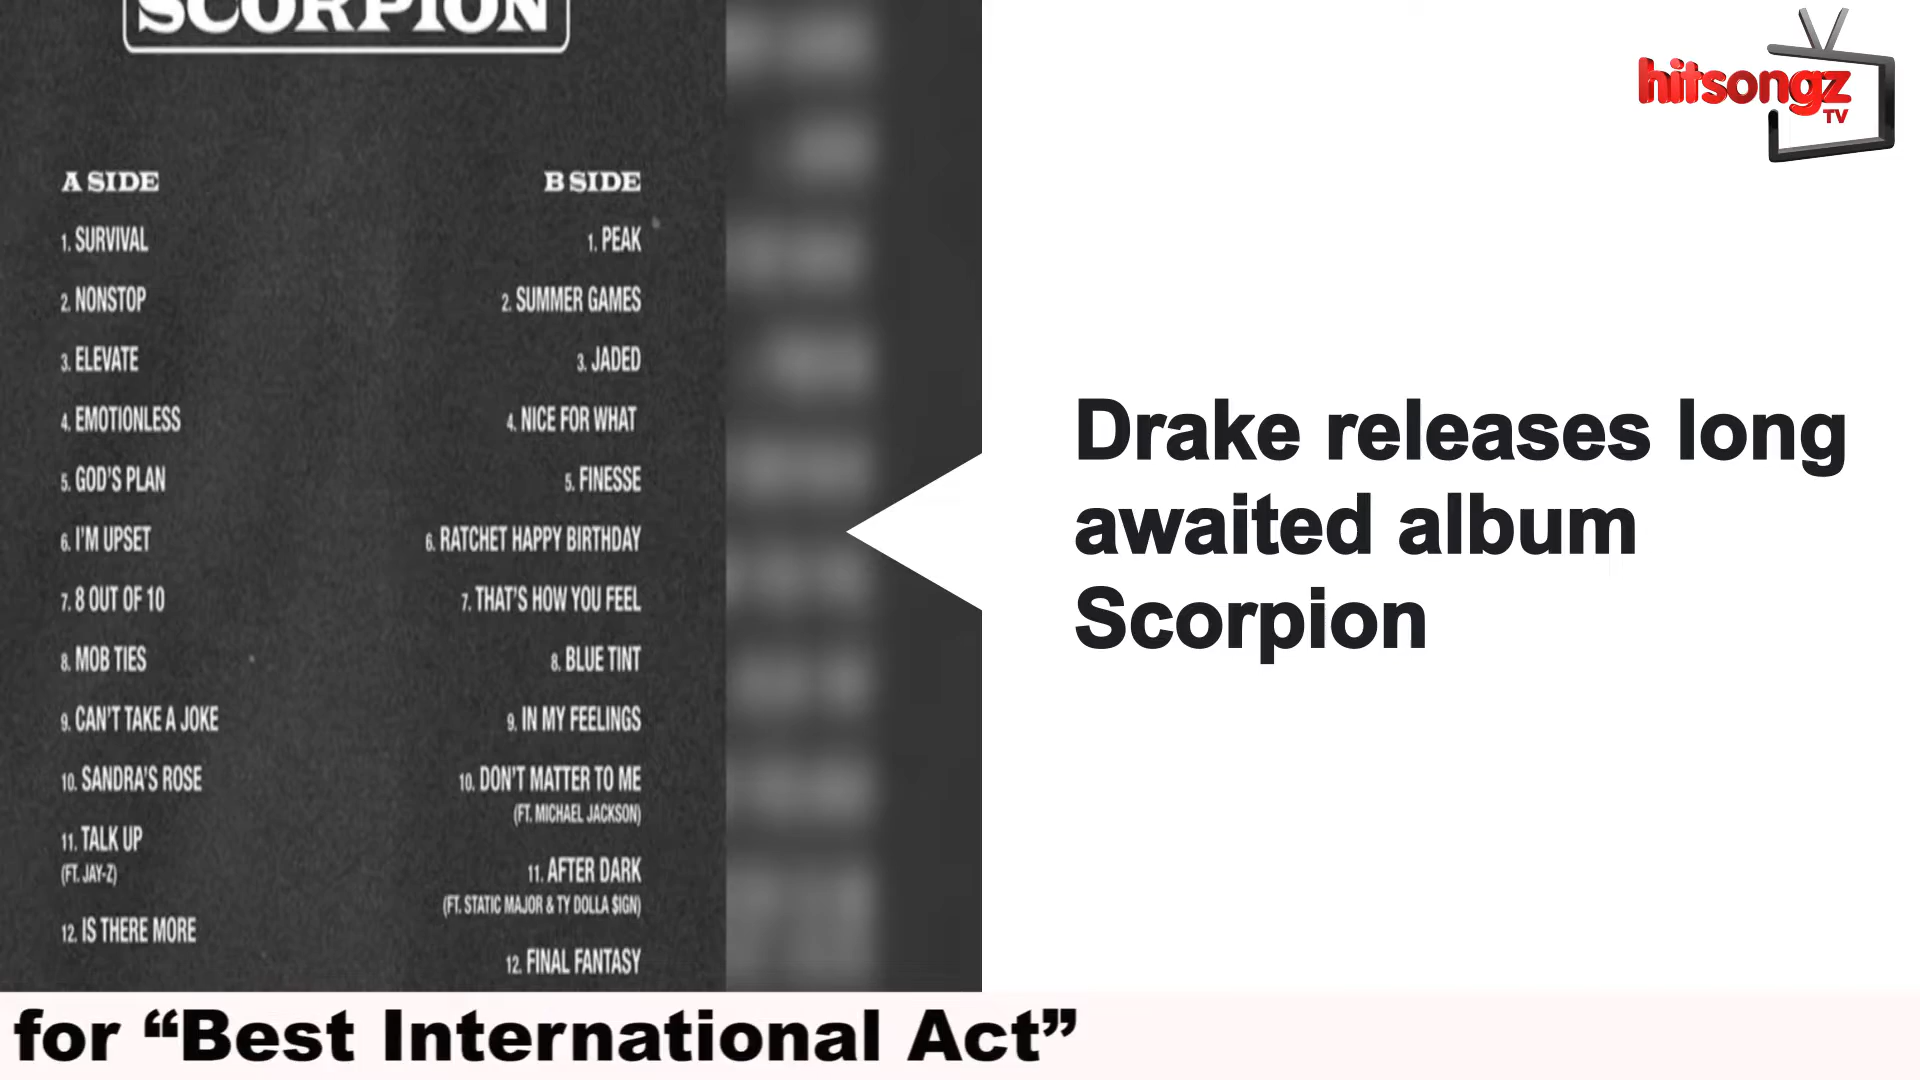 SCORPION
A SIDE
1. SURVIVAL
2. NONSTOP
3. ELEVATE
4. EMOTIONLESS
5. GOD'S PLAN
6. I'M UPSET
7. 8 OUT OF 10
8. MOB TIES
9. CAN'T TAKE A JOKE
10. SANDRA'S ROSE
11. TALK UP
(FT. JAY-Z)
12. IS THERE MORE
B SIDE
1. PEAK
2. SUMMER GAMES
3. JADED
4. NICE FOR WHAT
5. FINESSE
6. RATCHET HAPPY BIRTHDAY
7. THAT'S HOW YOU FEEL
8. BLUE TINT
9. IN MY FEELINGS
10. DON'T MATTER TO ME
(FT. MICHAEL JACKSON)
11. AFTER DARK
(FT. STATIC MAJOR & TY DOLLA $IGN)
12. FINAL FANTASY
hitsongz
TV
Drake releases long
awaited album
Scorpion
for “Best International Act”